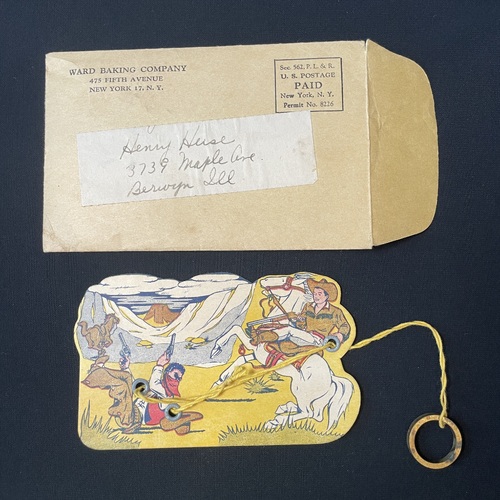 WARD BAKING COMPANY
475 FIFTH AVENUE
NEW YORK 17, N. Y.
Sec. 562, P. L. & R.
U. S. POSTAGE
PAID
New York, N. Y.
Permit No. 8226
Henry Huse
3739 Maple Ave.
Berwyn Ill